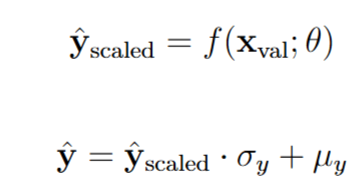 ŷ_scaled = f(x_val; θ)
ŷ = ŷ_scaled · σ_y + μ_y